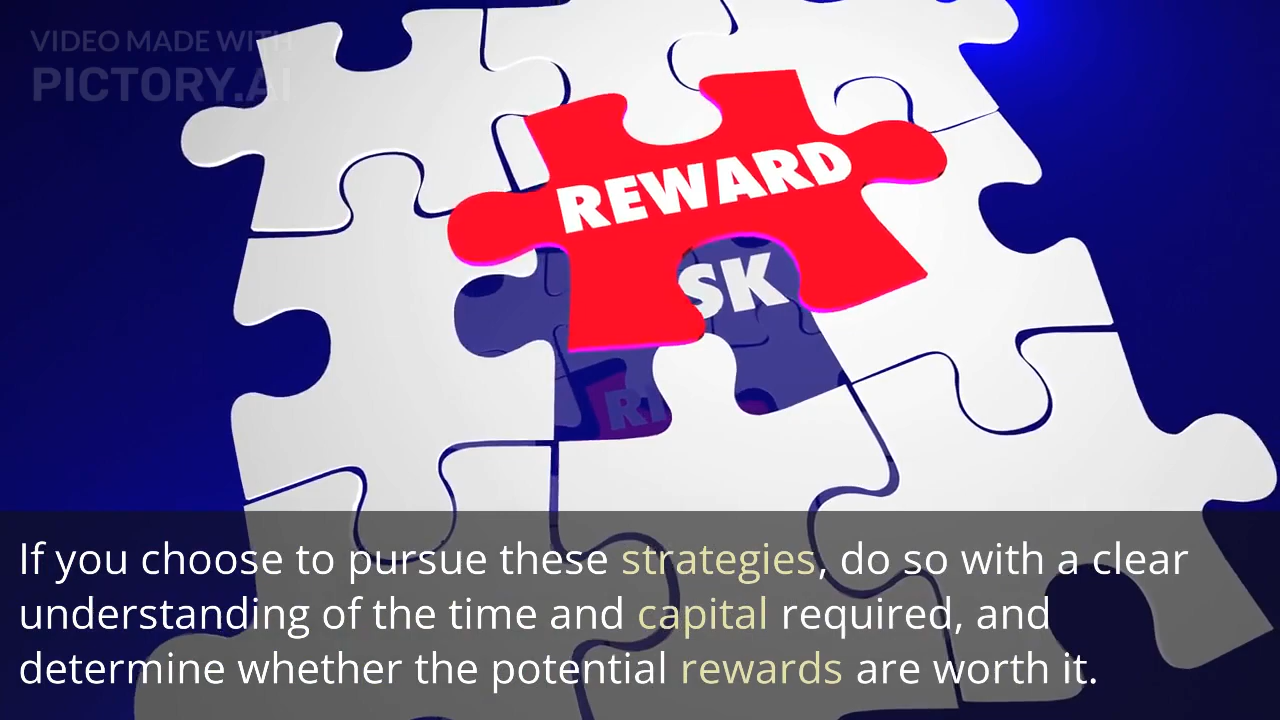 VIDEO MADE WITH
PICTORY.AI
REWARD
SK
RI
If you choose to pursue these strategies, do so with a clear
understanding of the time and capital required, and
determine whether the potential rewards are worth it.